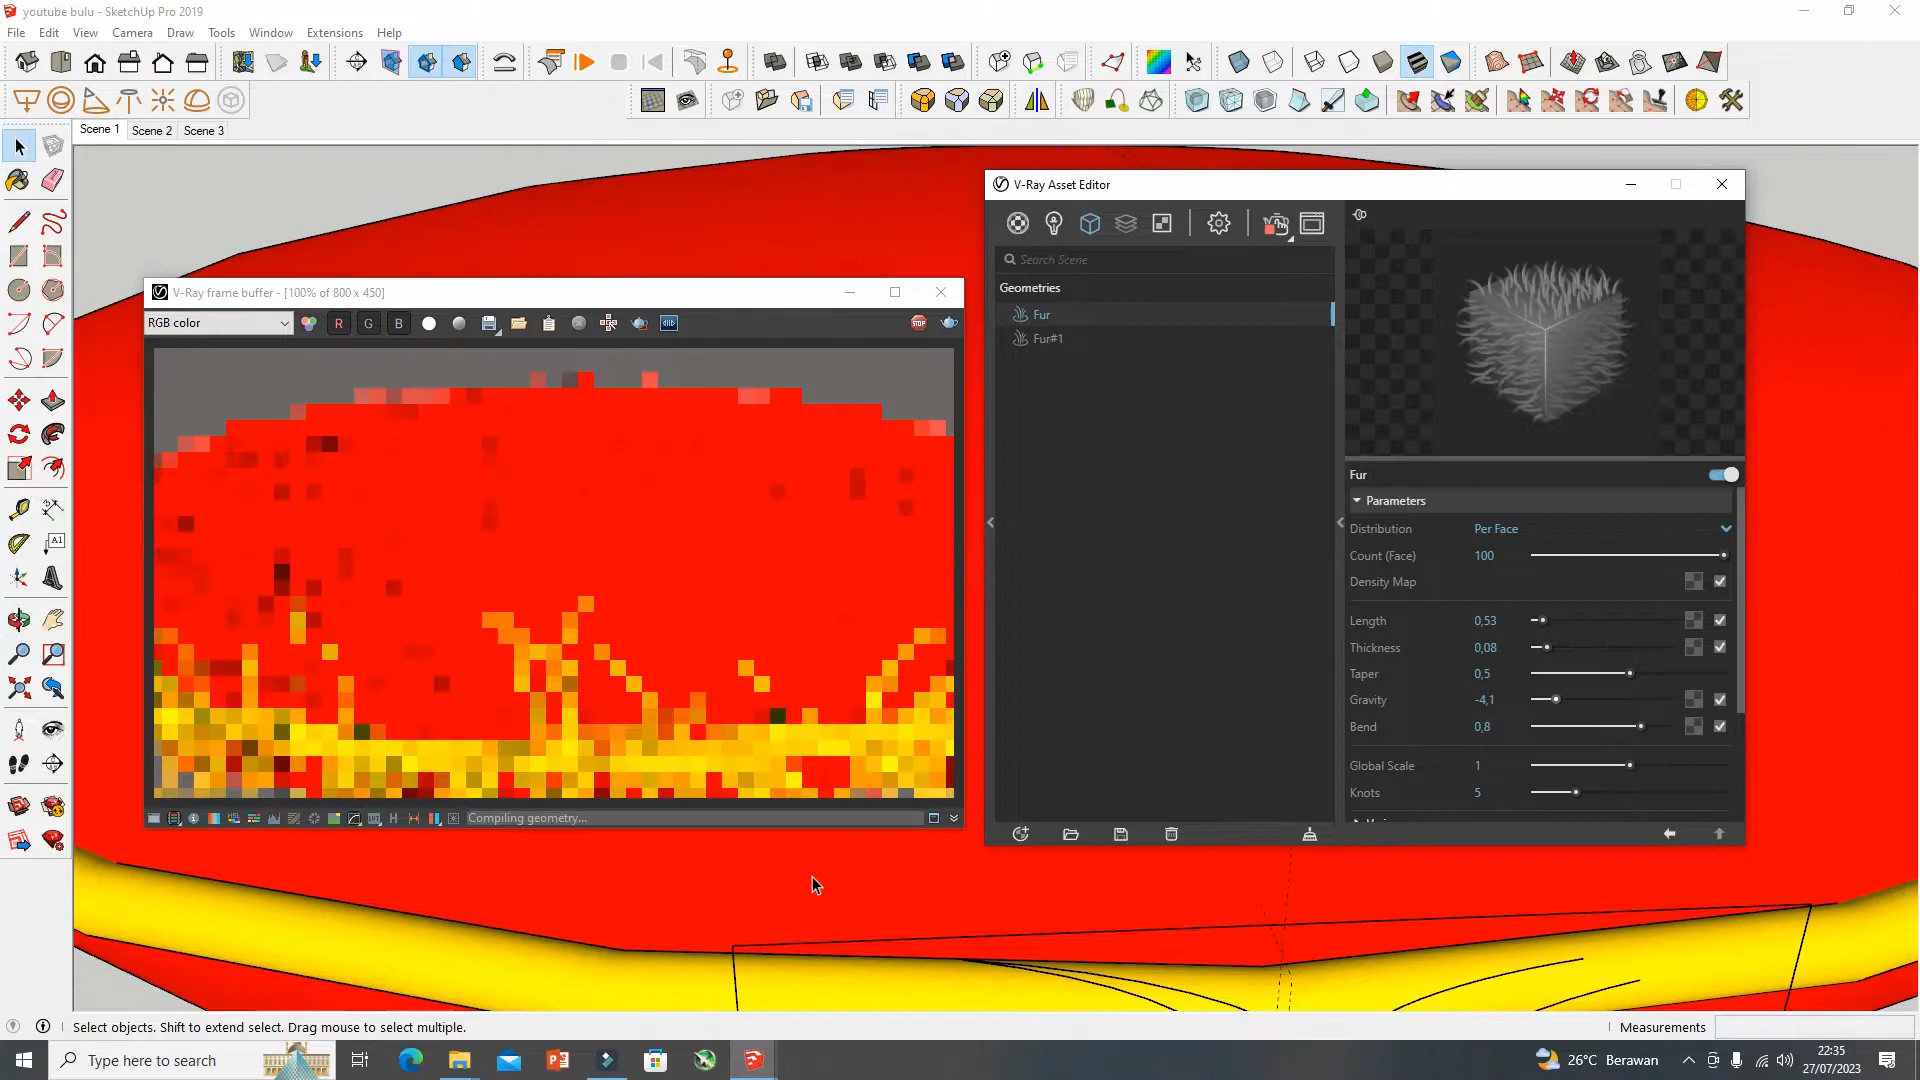 youtube bulu - SketchUp Pro 2019
File Edit View Camera Draw Tools Window Extensions Help
Scene 1 Scene 2 Scene 3
V-Ray Asset Editor
Search Scene
Geometries
Fur
Fur#1
V-Ray frame buffer - [100% of 800 x 450]
RGB color
R G B
STOP
Compiling geometry...
Fur
Parameters
Distribution Per Face
Count (Face) 100
Density Map
Length 0,53
Thickness 0,08
Taper 0,5
Gravity -4,1
Bend 0,8
Global Scale 1
Knots 5
A1
Select objects. Shift to extend select. Drag mouse to select multiple.
Measurements
Type here to search
26°C Berawan
22:35
27/07/2023